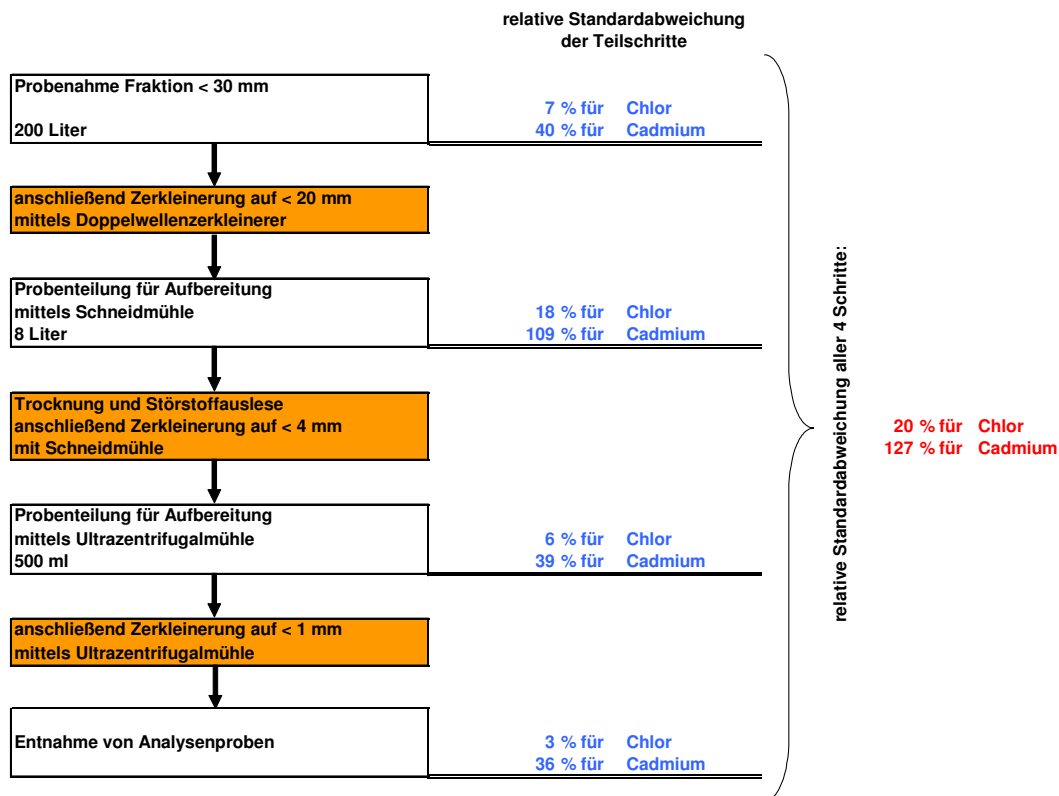 relative Standardabweichung
der Teilschritte
Probenahme Fraktion < 30 mm
200 Liter
7 % für Chlor
40 % für Cadmium
anschließend Zerkleinerung auf < 20 mm
mittels Doppelwellenzerkleinerer
Probenteilung für Aufbereitung
mittels Schneidmühle
8 Liter
18 % für Chlor
109 % für Cadmium
Trocknung und Störstoffauslese
anschließend Zerkleinerung auf < 4 mm
mit Schneidmühle
Probenteilung für Aufbereitung
mittels Ultrazentrifugalmühle
500 ml
6 % für Chlor
39 % für Cadmium
anschließend Zerkleinerung auf < 1 mm
mittels Ultrazentrifugalmühle
Entnahme von Analysenproben
3 % für Chlor
36 % für Cadmium
relative Standardabweichung aller 4 Schritte:
20 % für Chlor
127 % für Cadmium